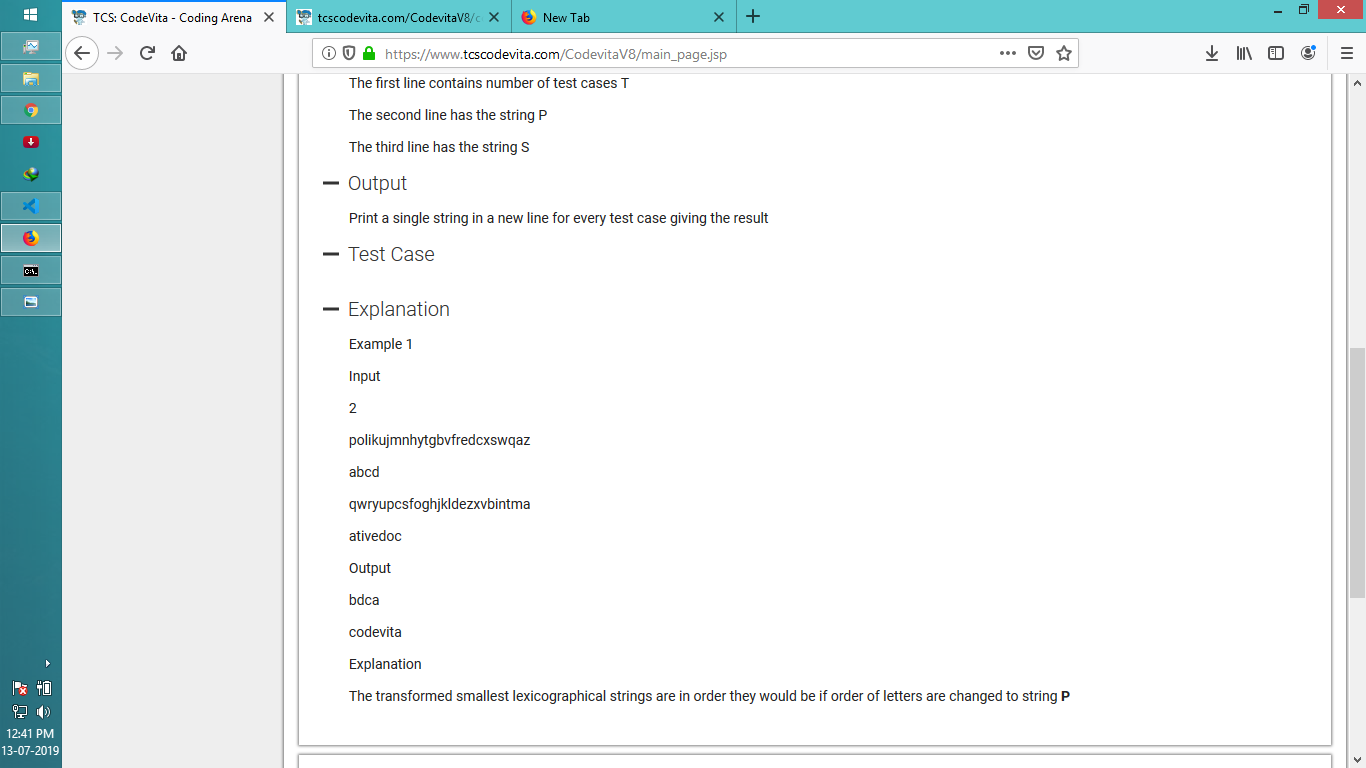 TCS: CodeVita - Coding Arena
tcscodevita.com/CodevitaV8/
New Tab
https://www.tcscodevita.com/CodevitaV8/main_page.jsp
The first line contains number of test cases T
The second line has the string P
The third line has the string S
Output
Print a single string in a new line for every test case giving the result
Test Case
Explanation
Example 1
Input
2
polikujmnhytgbvfredcxswqaz
abcd
qwryupcsfoghjkldezxvbintma
ativedoc
Output
bdca
codevita
Explanation
The transformed smallest lexicographical strings are in order they would be if order of letters are changed to string P
12:41 PM
13-07-2019